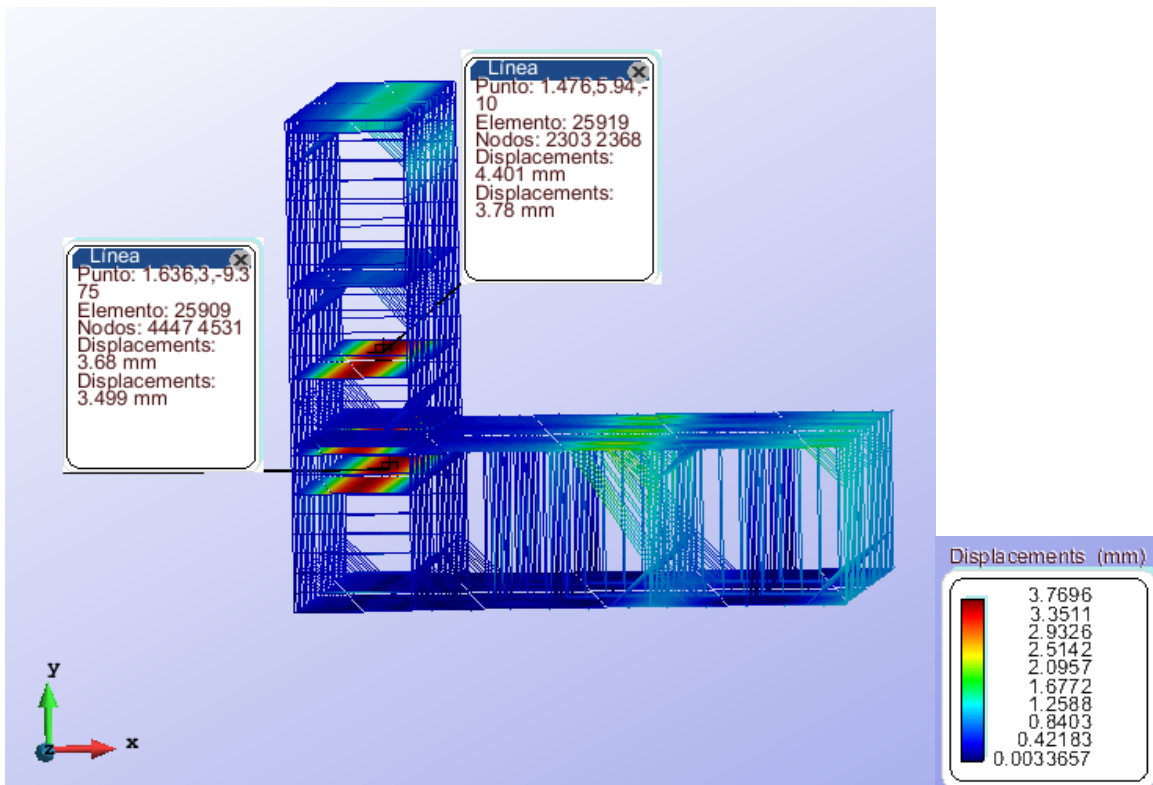 Línea
Punto: 1.476,5.94,-
10
Elemento: 25919
Nodos: 2303 2368
Displacements:
4.401 mm
Displacements:
3.78 mm
Línea
Punto: 1.636,3,-9.3
75
Elemento: 25909
Nodos: 4447 4531
Displacements:
3.68 mm
Displacements:
3.499 mm
Displacements (mm)
3.7696
3.3511
2.9326
2.5142
2.0957
1.6772
1.2588
0.8403
0.42183
0.0033657
y
z
x